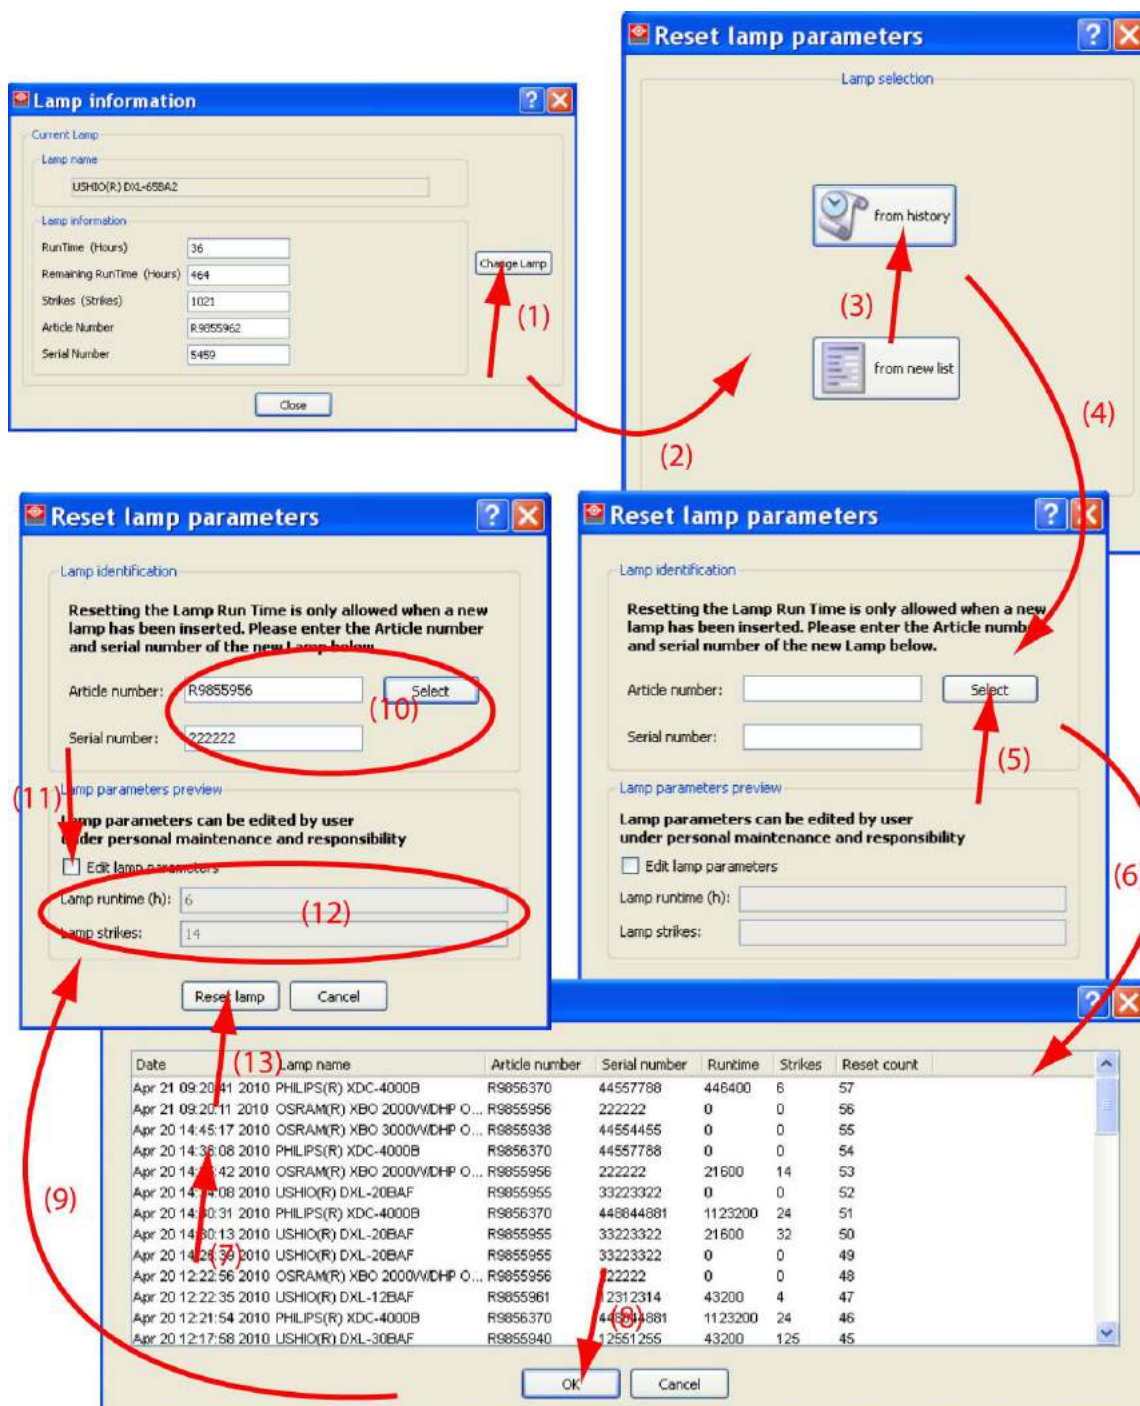 Reset lamp parameters
Lamp selection
from history
(3)
from new list
(4)
Lamp information
Current Lamp
Lamp name
USHIO(R) DXL-65BA2
Lamp information
RunTime (Hours) 36
Remaining RunTime (Hours) 464
Strikes (Strikes) 1021
Article Number R9855962
Serial Number 5459
Change Lamp
(1)
Close
(2)
Reset lamp parameters
Lamp identification
Resetting the Lamp Run Time is only allowed when a new
lamp has been inserted. Please enter the Article number
and serial number of the new Lamp below.
Article number: R9855956 Select
(10)
Serial number: 222222
(11)
Lamp parameters preview
Lamp parameters can be edited by user
under personal maintenance and responsibility
Edit lamp parameters
Lamp runtime (h): 6
(12)
Lamp strikes: 14
Reset lamp Cancel
Reset lamp parameters
Lamp identification
Resetting the Lamp Run Time is only allowed when a new
lamp has been inserted. Please enter the Article number
and serial number of the new Lamp below.
Article number: Select
Serial number:
(5)
Lamp parameters preview
Lamp parameters can be edited by user
under personal maintenance and responsibility
Edit lamp parameters
Lamp runtime (h):
Lamp strikes:
(6)
Date Lamp name Article number Serial number Runtime Strikes Reset count
(13)
Apr 21 09:20:41 2010 PHILIPS(R) XDC-4000B R9856370 44557788 446400 6 57
Apr 21 09:20:11 2010 OSRAM(R) XBO 2000W/DHP O... R9855956 222222 0 0 56
Apr 20 14:45:17 2010 OSRAM(R) XBO 3000W/DHP O... R9855938 44554455 0 0 55
Apr 20 14:36:08 2010 PHILIPS(R) XDC-4000B R9856370 44557788 0 0 54
Apr 20 14: :42 2010 OSRAM(R) XBO 2000W/DHP O... R9855956 222222 21600 14 53
Apr 20 14:34:08 2010 USHIO(R) DXL-20BAF R9855955 33223322 0 0 52
Apr 20 14:30:31 2010 PHILIPS(R) XDC-4000B R9856370 448844881 1123200 24 51
Apr 20 14:30:13 2010 USHIO(R) DXL-20BAF R9855955 33223322 21600 32 50
Apr 20 14:26:39 2010 USHIO(R) DXL-20BAF R9855955 33223322 0 0 49
Apr 20 12:22:56 2010 OSRAM(R) XBO 2000W/DHP O... R9855956 222222 0 0 48
Apr 20 12:22:35 2010 USHIO(R) DXL-12BAF R9855961 12312314 43200 4 47
Apr 20 12:21:54 2010 PHILIPS(R) XDC-4000B R9856370 448844881 1123200 24 46
Apr 20 12:17:58 2010 USHIO(R) DXL-30BAF R9855940 12551255 43200 125 45
(9)
(7)
(8)
OK Cancel